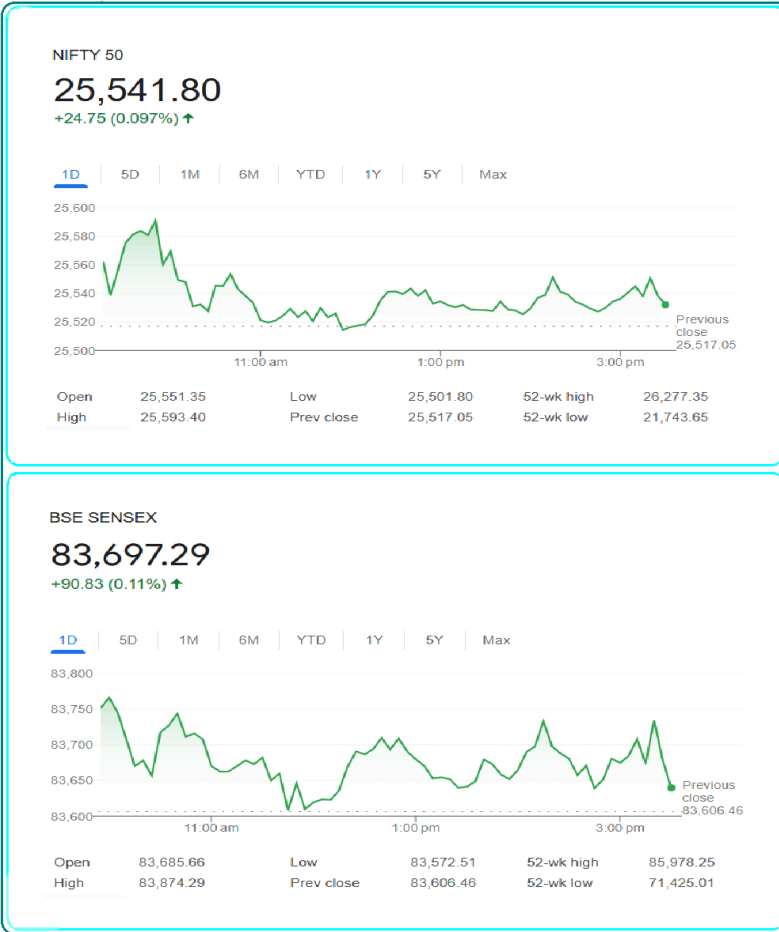 NIFTY 50
25,541.80
+24.75 (0.097%) ↑
1D 5D 1M 6M YTD 1Y 5Y Max
25,600
25,580
25,560
25,540
25,520
25,500
Previous
close
25,517.05
11:00 am 1:00 pm 3:00 pm
Open 25,551.35 Low 25,501.80 52-wk high 26,277.35
High 25,593.40 Prev close 25,517.05 52-wk low 21,743.65
BSE SENSEX
83,697.29
+90.83 (0.11%) ↑
1D 5D 1M 6M YTD 1Y 5Y Max
83,800
83,750
83,700
83,650
83,600
Previous
close
83,606.46
11:00 am 1:00 pm 3:00 pm
Open 83,685.66 Low 83,572.51 52-wk high 85,978.25
High 83,874.29 Prev close 83,606.46 52-wk low 71,425.01